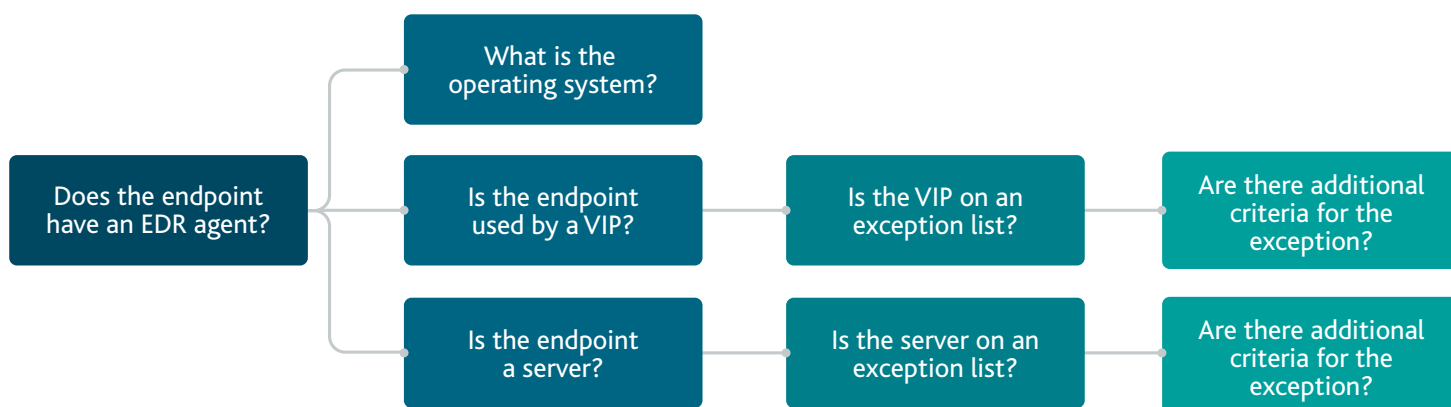 What is the
operating system?
Does the endpoint
have an EDR agent?
Is the endpoint
used by a VIP?
Is the VIP on an
exception list?
Are there additional
criteria for the
exception?
Is the endpoint
a server?
Is the server on an
exception list?
Are there additional
criteria for the
exception?